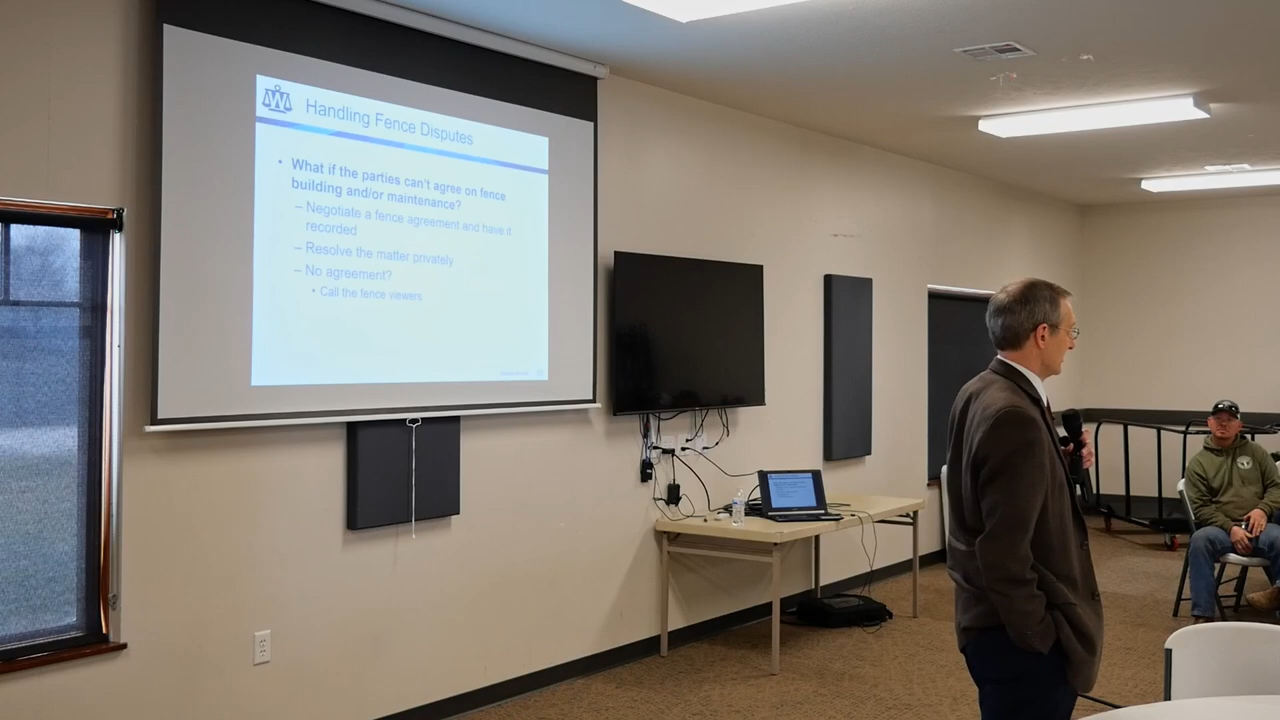 W
Handling Fence Disputes
• What if the parties can't agree on fence
building and/or maintenance?
– Negotiate a fence agreement and have it
recorded
– Resolve the matter privately
– No agreement?
• Call the fence viewers